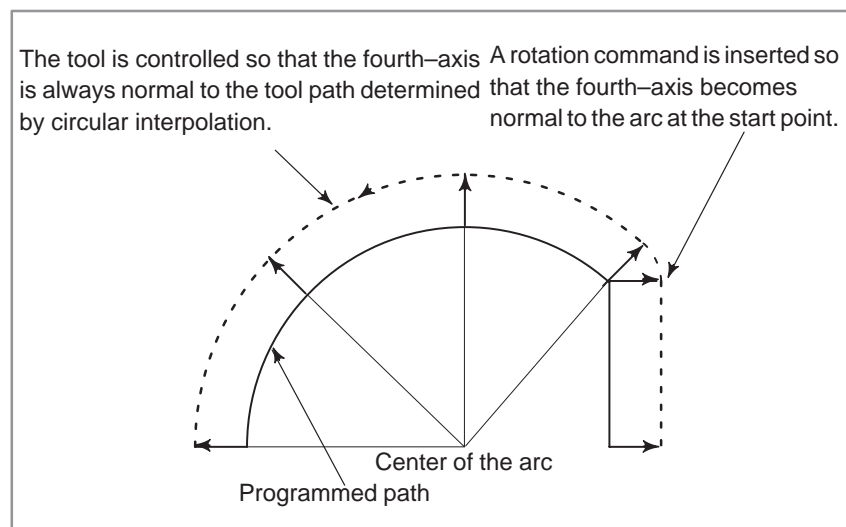 The tool is controlled so that the fourth–axis
is always normal to the tool path determined
by circular interpolation.
A rotation command is inserted so
that the fourth–axis becomes
normal to the arc at the start point.
Center of the arc
Programmed path